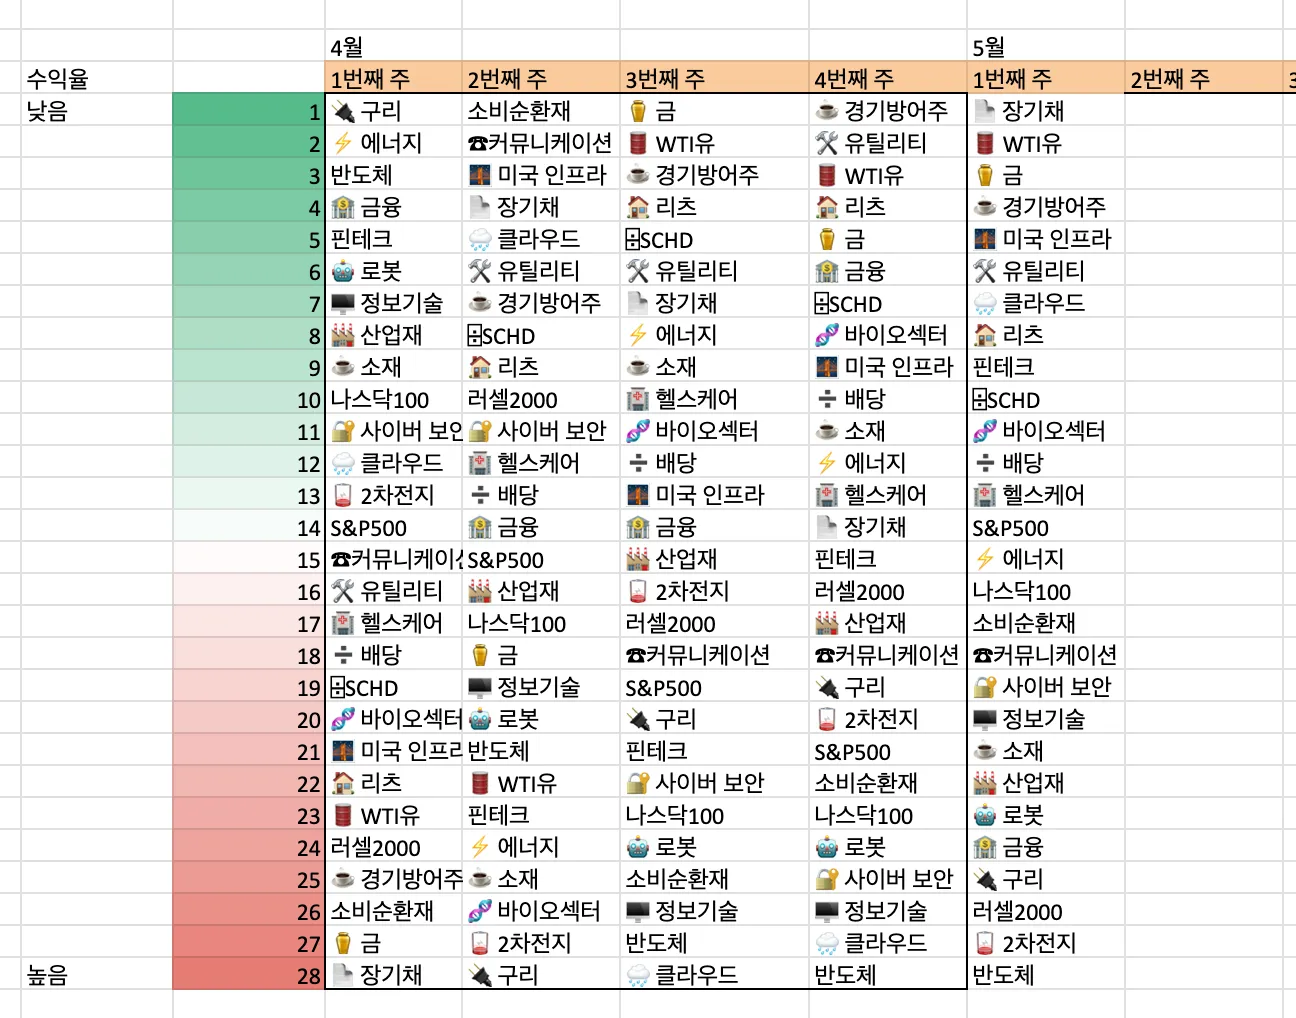 4월 5월
수익율 1번째 주 2번째 주 3번째 주 4번째 주 1번째 주 2번째 주 3
낮음 1 🔌 구리 소비순환재 ⚱️ 금 ☕ 경기방어주 📄 장기채
2 ⚡ 에너지 ☎커뮤니케이션 🛢️ WTI유 🛠️ 유틸리티 🛢️ WTI유
3 반도체 🌉 미국 인프라 ☕ 경기방어주 🛢️ WTI유 ⚱️ 금
4 🏦 금융 📄 장기채 🏠 리츠 🏠 리츠 ☕ 경기방어주
5 핀테크 🌧️ 클라우드 🗄SCHD ⚱️ 금 🌉 미국 인프라
6 🤖 로봇 🛠️ 유틸리티 🛠️ 유틸리티 🏦 금융 🛠️ 유틸리티
7 🖥️ 정보기술 ☕ 경기방어주 📄 장기채 🗄SCHD 🌧️ 클라우드
8 🏭 산업재 🗄SCHD ⚡ 에너지 🧬 바이오섹터 🏠 리츠
9 ☕ 소재 🏠 리츠 ☕ 소재 🌉 미국 인프라 핀테크
10 나스닥100 러셀2000 🏥 헬스케어 ➗ 배당 🗄SCHD
11 🔐 사이버 보안 🔐 사이버 보안 🧬 바이오섹터 ☕ 소재 🧬 바이오섹터
12 🌧️ 클라우드 🏥 헬스케어 ➗ 배당 ⚡ 에너지 ➗ 배당
13 🪫 2차전지 ➗ 배당 🌉 미국 인프라 🏥 헬스케어 🏥 헬스케어
14 S&P500 🏦 금융 🏦 금융 📄 장기채 S&P500
15 ☎커뮤니케이션 S&P500 🏭 산업재 핀테크 ⚡ 에너지
16 🛠️ 유틸리티 🏭 산업재 🪫 2차전지 러셀2000 나스닥100
17 🏥 헬스케어 나스닥100 러셀2000 🏭 산업재 소비순환재
18 ➗ 배당 ⚱️ 금 ☎커뮤니케이션 ☎커뮤니케이션 ☎커뮤니케이션
19 🗄SCHD 🖥️ 정보기술 S&P500 🔌 구리 🔐 사이버 보안
20 🧬 바이오섹터 🤖 로봇 🔌 구리 🪫 2차전지 🖥️ 정보기술
21 🌉 미국 인프라 반도체 핀테크 S&P500 ☕ 소재
22 🏠 리츠 🛢️ WTI유 🔐 사이버 보안 소비순환재 🏭 산업재
23 🛢️ WTI유 핀테크 나스닥100 나스닥100 🤖 로봇
24 러셀2000 ⚡ 에너지 🤖 로봇 🤖 로봇 🏦 금융
25 ☕ 경기방어주 ☕ 소재 소비순환재 🔐 사이버 보안 🔌 구리
26 소비순환재 🧬 바이오섹터 🖥️ 정보기술 🖥️ 정보기술 러셀2000
27 ⚱️ 금 🪫 2차전지 반도체 🌧️ 클라우드 🪫 2차전지
높음 28 📄 장기채 🔌 구리 🌧️ 클라우드 반도체 반도체